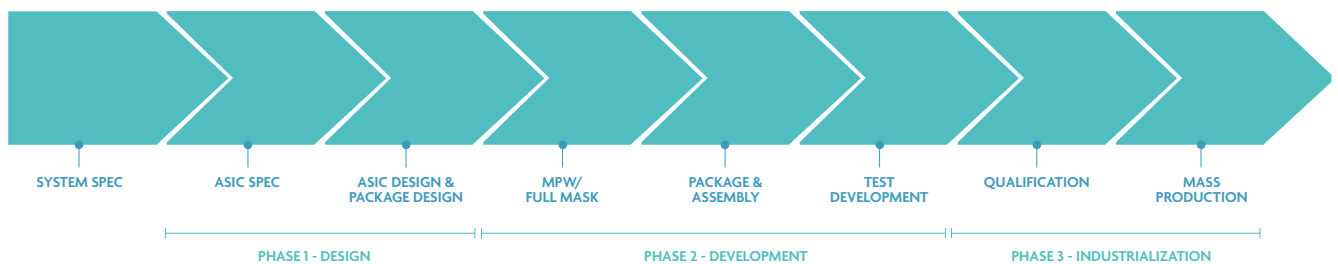 SYSTEM SPEC
ASIC SPEC
ASIC DESIGN &
PACKAGE DESIGN
MPW/
FULL MASK
PACKAGE &
ASSEMBLY
TEST
DEVELOPMENT
QUALIFICATION
MASS
PRODUCTION
PHASE 1 - DESIGN
PHASE 2 - DEVELOPMENT
PHASE 3 - INDUSTRIALIZATION